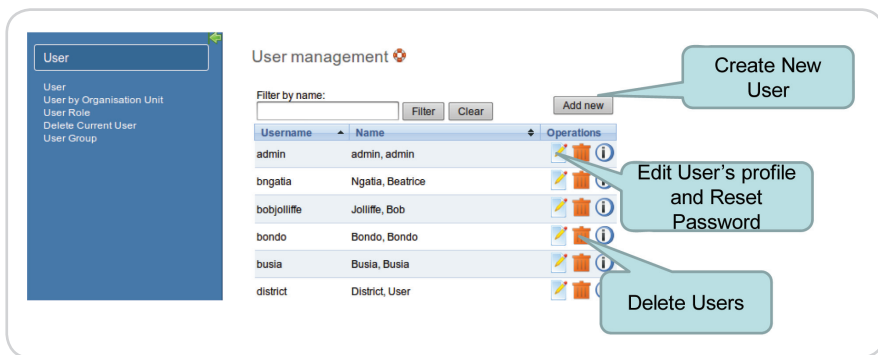 User
User
User by Organisation Unit
User Role
Delete Current User
User Group
User management
Filter by name:
Filter Clear
Add new
Username Name Operations
admin admin, admin
bngatia Ngatia, Beatrice
bobjolliffe Jolliffe, Bob
bondo Bondo, Bondo
busia Busia, Busia
district District, User
Create New
User
Edit User's profile
and Reset
Password
Delete Users